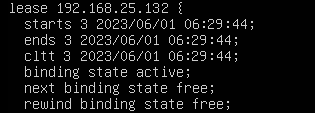 lease 192.168.25.132 {
  starts 3 2023/06/01 06:29:44;
  ends 3 2023/06/01 06:29:44;
  cltt 3 2023/06/01 06:29:44;
  binding state active;
  next binding state free;
  rewind binding state free;